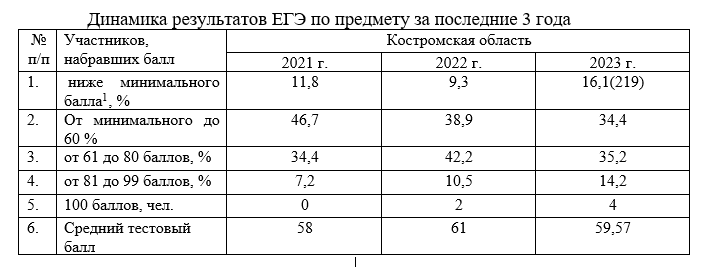 Динамика результатов ЕГЭ по предмету за последние 3 года
№ Участников, Костромская область
п/п набравших балл 2021 г. 2022 г. 2023 г.
1. ниже минимального 11,8 9,3 16,1(219)
балла1, %
2. От минимального до 46,7 38,9 34,4
60 %
3. от 61 до 80 баллов, % 34,4 42,2 35,2
4. от 81 до 99 баллов, % 7,2 10,5 14,2
5. 100 баллов, чел. 0 2 4
6. Средний тестовый 58 61 59,57
балл